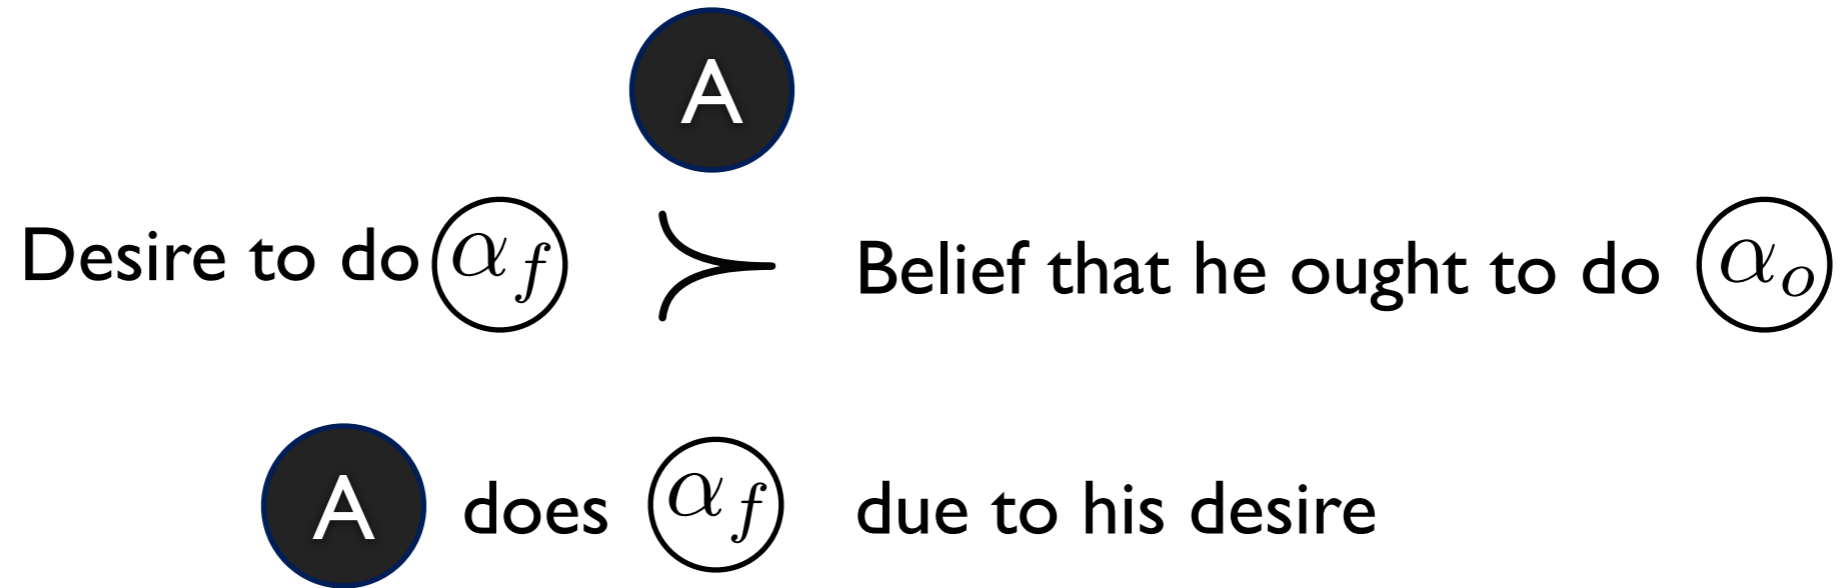 A
Desire to do α_f ≻ Belief that he ought to do α_o
A does α_f due to his desire